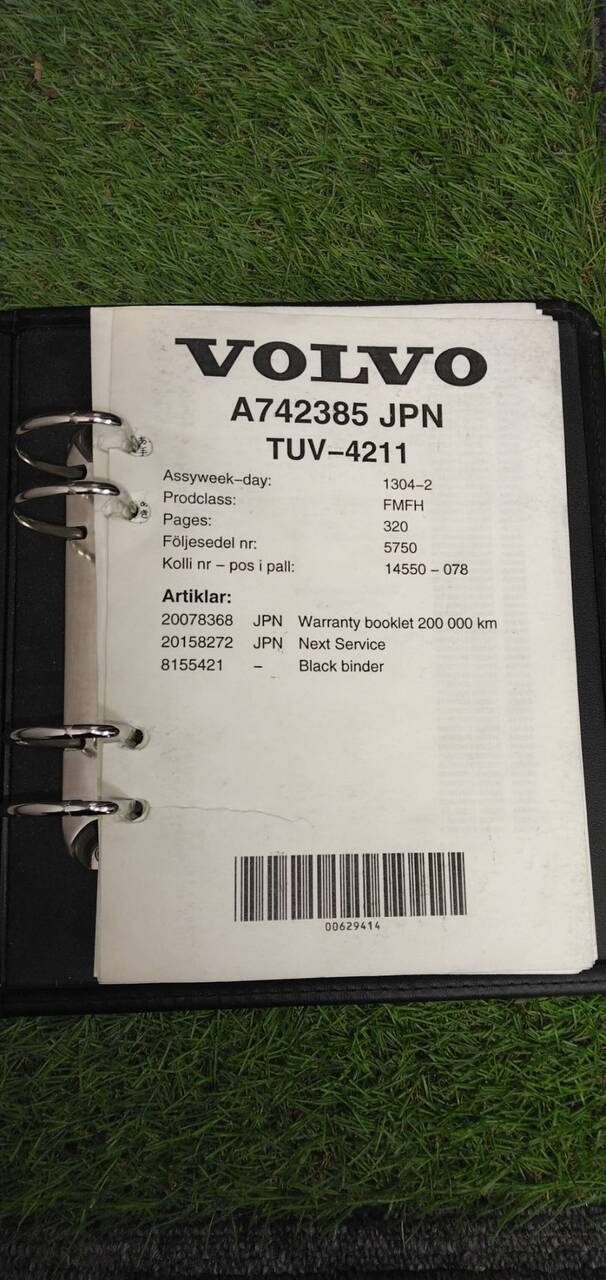 VOLVO
A742385 JPN
TUV–4211
Assyweek–day: 1304–2
Prodclass: FMFH
Pages: 320
Följesedel nr: 5750
Kolli nr – pos i pall: 14550 – 078
Artiklar:
20078368 JPN Warranty booklet 200 000 km
20158272 JPN Next Service
8155421 – Black binder
00629414